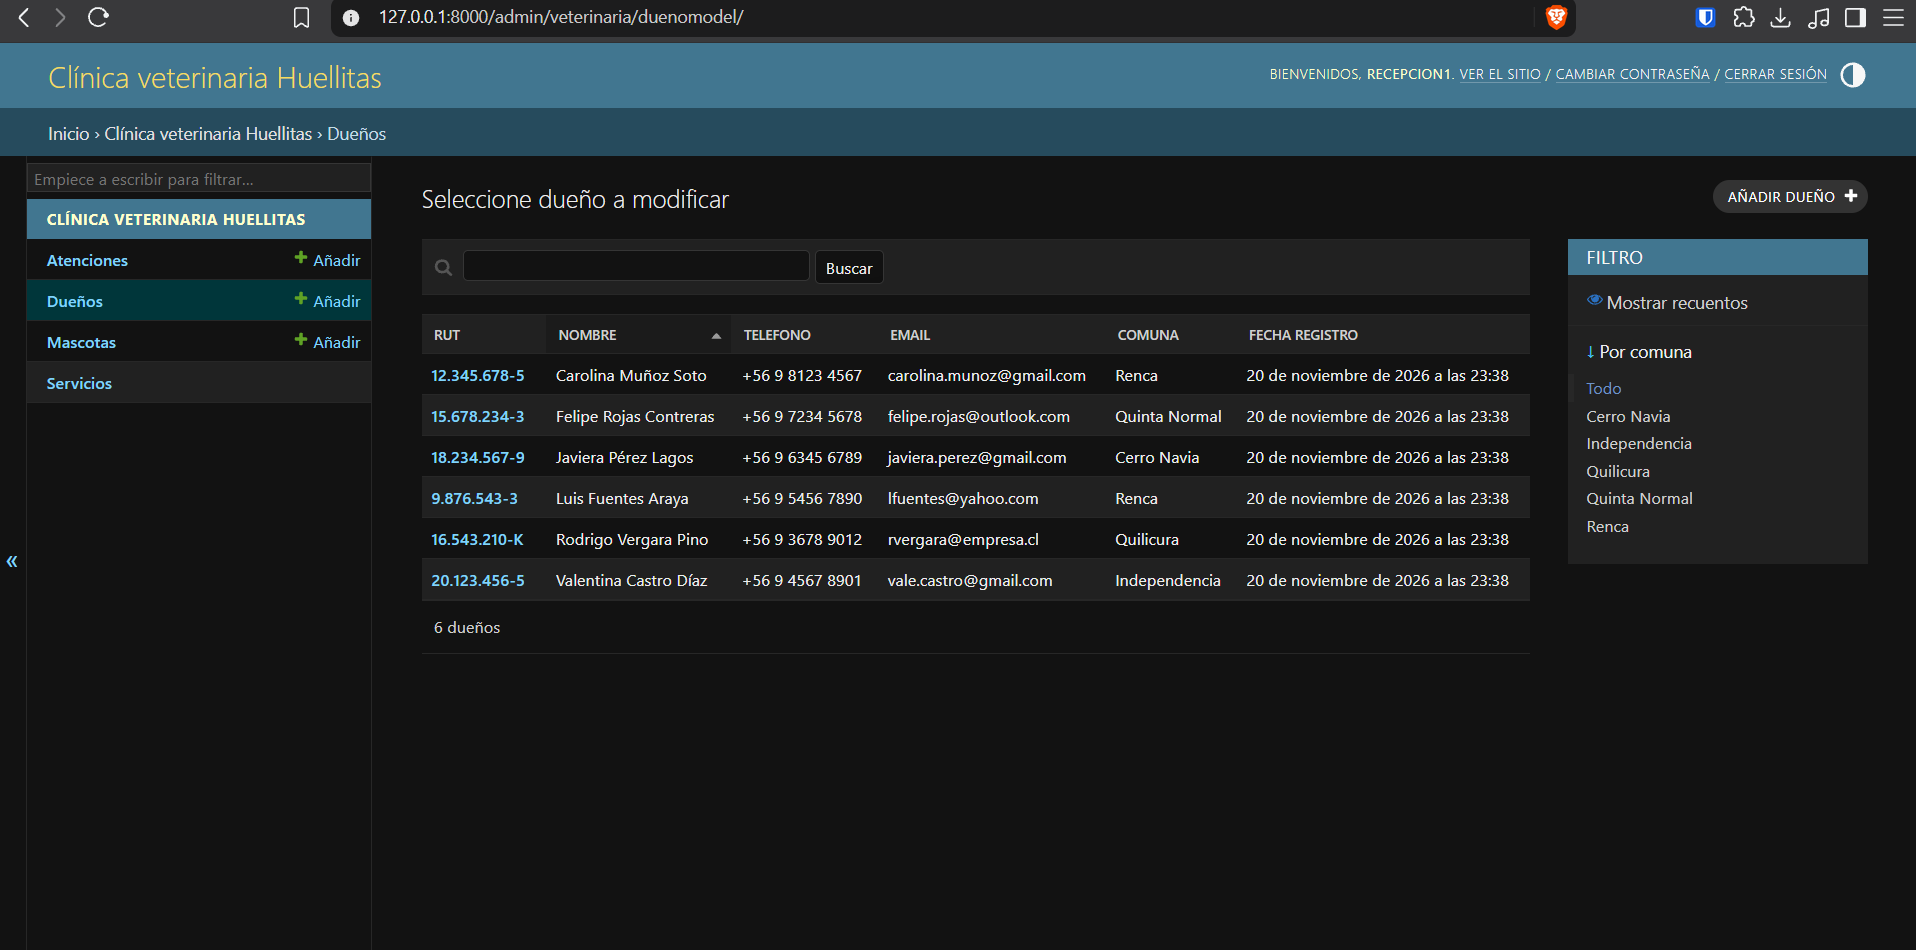 127.0.0.1:8000/admin/veterinaria/duenomodel/
Clínica veterinaria Huellitas
BIENVENIDOS, RECEPCION1. VER EL SITIO / CAMBIAR CONTRASEÑA / CERRAR SESIÓN
Inicio › Clínica veterinaria Huellitas › Dueños
Empiece a escribir para filtrar...
CLÍNICA VETERINARIA HUELLITAS
Atenciones Añadir
Dueños Añadir
Mascotas Añadir
Servicios
«
Seleccione dueño a modificar
AÑADIR DUEÑO
Buscar
RUT NOMBRE TELEFONO EMAIL COMUNA FECHA REGISTRO
12.345.678-5 Carolina Muñoz Soto +56 9 8123 4567 carolina.munoz@gmail.com Renca 20 de noviembre de 2026 a las 23:38
15.678.234-3 Felipe Rojas Contreras +56 9 7234 5678 felipe.rojas@outlook.com Quinta Normal 20 de noviembre de 2026 a las 23:38
18.234.567-9 Javiera Pérez Lagos +56 9 6345 6789 javiera.perez@gmail.com Cerro Navia 20 de noviembre de 2026 a las 23:38
9.876.543-3 Luis Fuentes Araya +56 9 5456 7890 lfuentes@yahoo.com Renca 20 de noviembre de 2026 a las 23:38
16.543.210-K Rodrigo Vergara Pino +56 9 3678 9012 rvergara@empresa.cl Quilicura 20 de noviembre de 2026 a las 23:38
20.123.456-5 Valentina Castro Díaz +56 9 4567 8901 vale.castro@gmail.com Independencia 20 de noviembre de 2026 a las 23:38
6 dueños
FILTRO
Mostrar recuentos
↓ Por comuna
Todo
Cerro Navia
Independencia
Quilicura
Quinta Normal
Renca